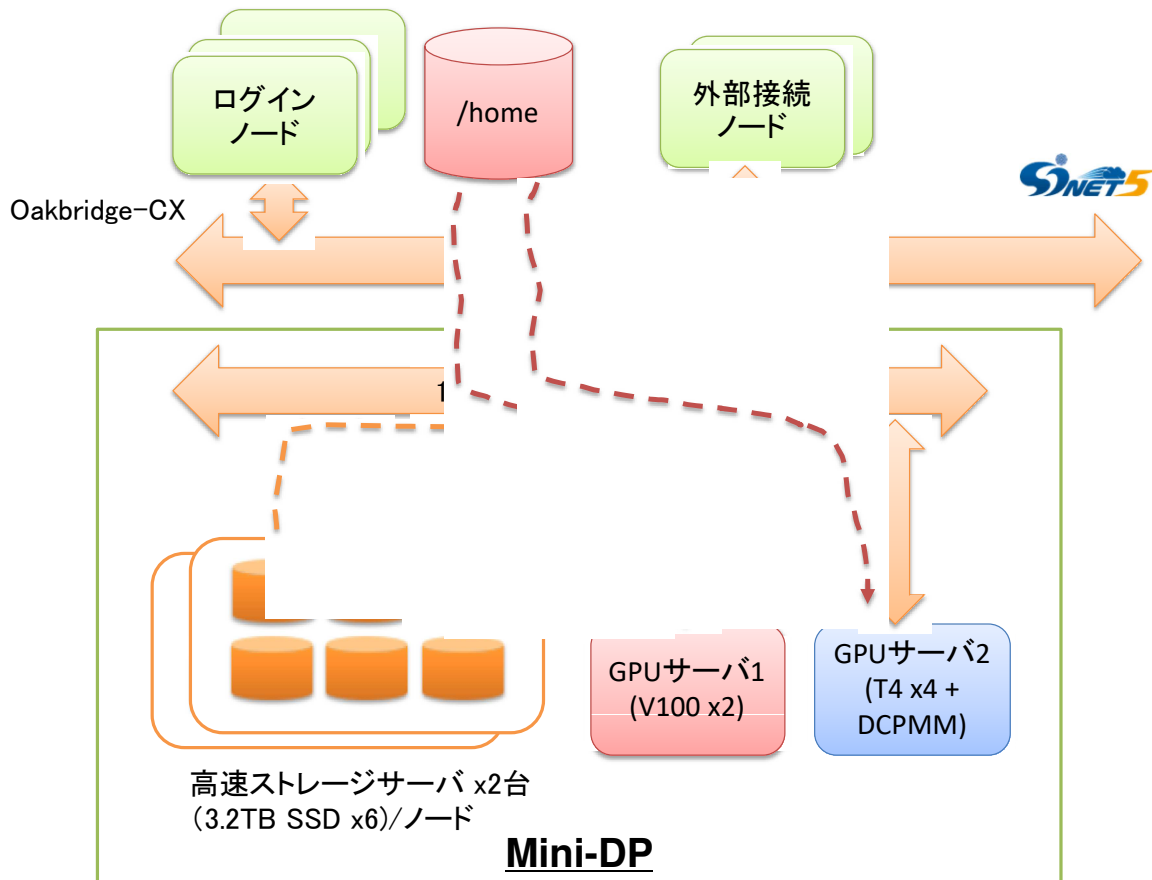 ログイン
ノード
/home
外部接続
ノード
SINET5
Oakbridge-CX
1
GPUサーバ1
(V100 x2)
GPUサーバ2
(T4 x4 +
DCPMM)
高速ストレージサーバ x2台
(3.2TB SSD x6)/ノード
Mini-DP